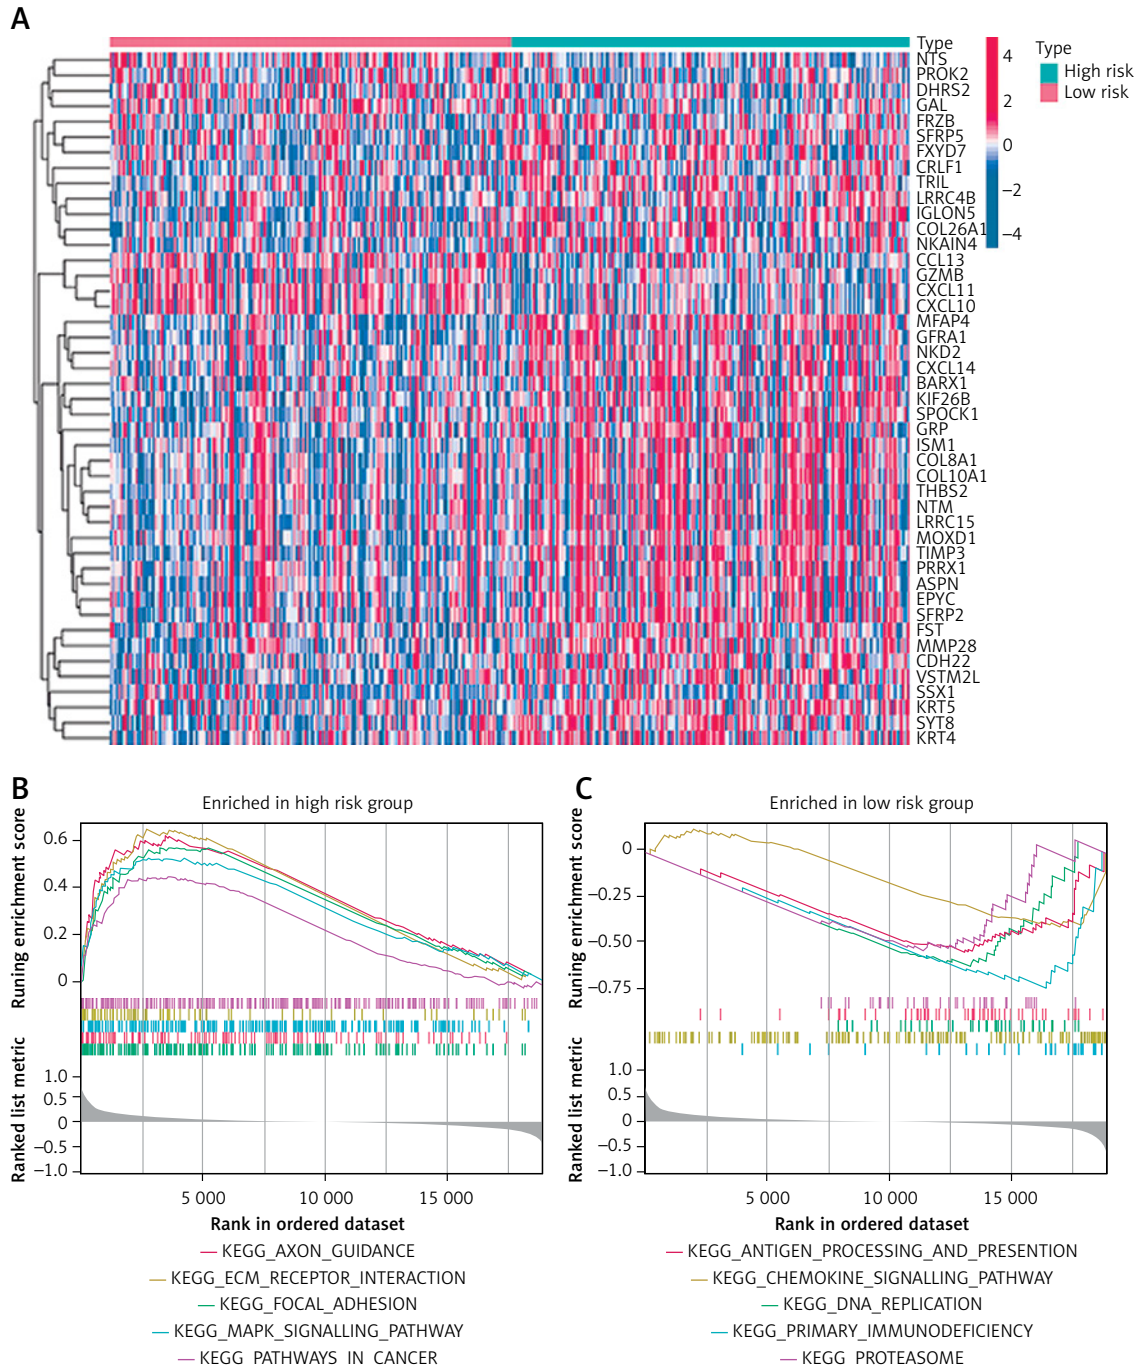 A
Type
NTS
PROK2
DHRS2
GAL
FRZB
SFRP5
FXYD7
CRLF1
TRIL
LRRC4B
IGLON5
COL26A1
NKAIN4
CCL13
GZMB
CXCL11
CXCL10
MFAP4
GFRA1
NKD2
CXCL14
BARX1
KIF26B
SPOCK1
GRP
ISM1
COL8A1
COL10A1
THBS2
NTM
LRRC15
MOXD1
TIMP3
PRRX1
ASPN
EPYC
SFRP2
FST
MMP28
CDH22
VSTM2L
SSX1
KRT5
SYT8
KRT4
4
2
0
−2
−4
Type
High risk
Low risk
B
Enriched in high risk group
Runing enrichment score
0.6
0.4
0.2
0
Ranked list metric
1.0
0.5
0
−0.5
−1.0
5 000 10 000 15 000
Rank in ordered dataset
KEGG_AXON_GUIDANCE
KEGG_ECM_RECEPTOR_INTERACTION
KEGG_FOCAL_ADHESION
KEGG_MAPK_SIGNALLING_PATHWAY
KEGG_PATHWAYS_IN_CANCER
C
Enriched in low risk group
Runing enrichment score
0
−0.25
−0.50
−0.75
Ranked list metric
1.0
0.5
0
−0.5
−1.0
5 000 10 000 15 000
Rank in ordered dataset
KEGG_ANTIGEN_PROCESSING_AND_PRESENTION
KEGG_CHEMOKINE_SIGNALLING_PATHWAY
KEGG_DNA_REPLICATION
KEGG_PRIMARY_IMMUNODEFICIENCY
KEGG_PROTEASOME